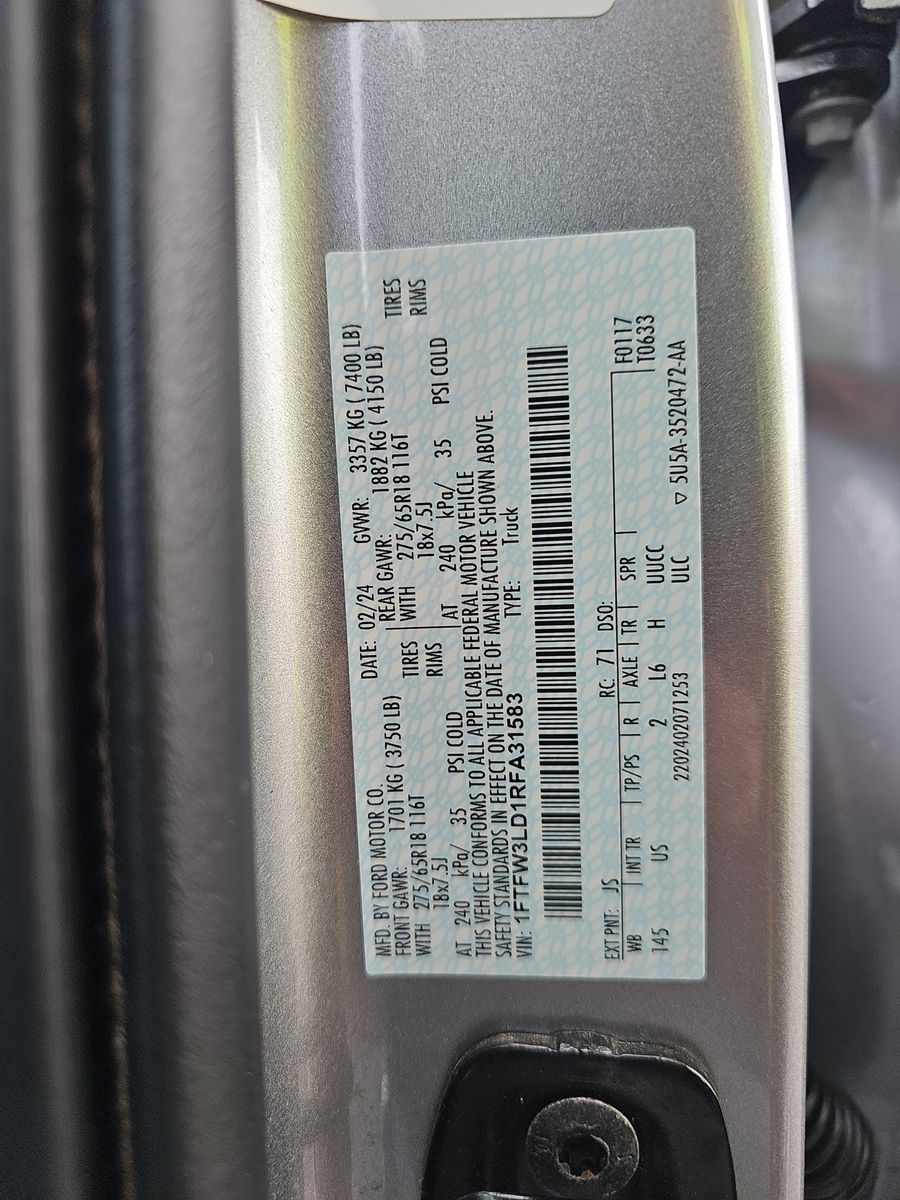 MFD. BY FORD MOTOR CO. DATE: 02/24 GVWR: 3357 KG ( 7400 LB)
FRONT GAWR: 1701 KG ( 3750 LB) REAR GAWR: 1882 KG ( 4150 LB)
WITH 275/65R18 116T TIRES WITH 275/65R18 116T TIRES
18x7.5J RIMS 18x7.5J RIMS
AT 240 kPa/ 35 PSI COLD AT 240 kPa/ 35 PSI COLD
THIS VEHICLE CONFORMS TO ALL APPLICABLE FEDERAL MOTOR VEHICLE
SAFETY STANDARDS IN EFFECT ON THE DATE OF MANUFACTURE SHOWN ABOVE.
VIN: 1FTFW3LD1RFA31583 TYPE: Truck
EXT PNT: JS RC: 71 DSO: F0117
WB INT TR TP/PS R AXLE TR SPR T0633
145 US 2 L6 H UUCC
2202402071253 ULC ▽ 5U5A-3520472-AA